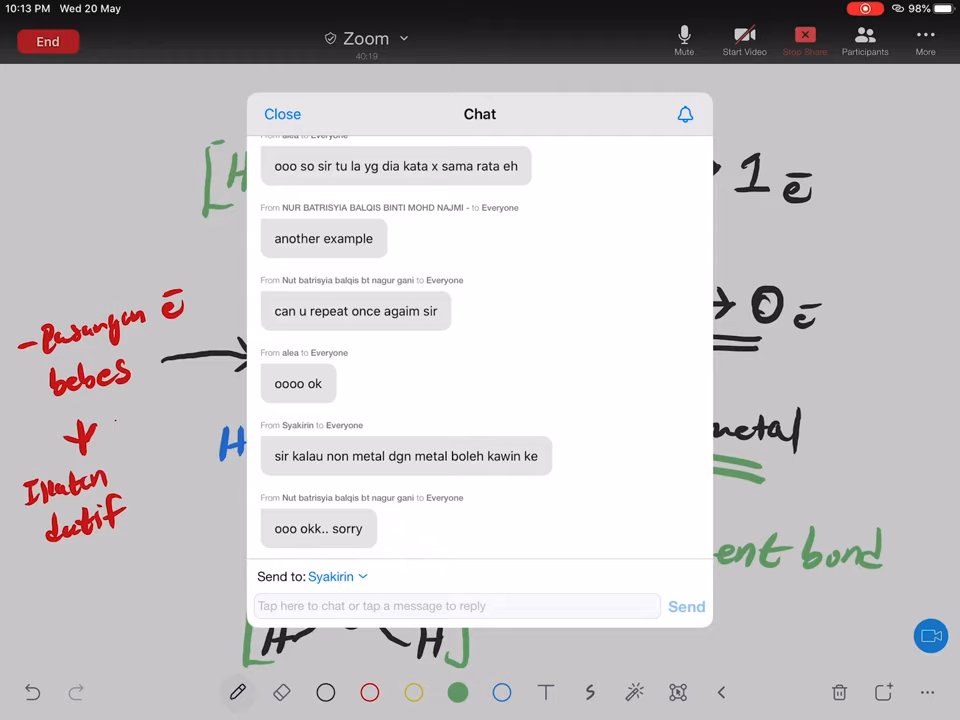 10:13 PM Wed 20 May
98%
End
Zoom
40:19
Mute
Start Video
Stop Share
Participants
More
Close
Chat
From alea to Everyone
ooo so sir tu la yg dia kata x sama rata eh
From NUR BATRISYIA BALQIS BINTI MOHD NAJMI - to Everyone
another example
From Nut batrisyia balqis bt nagur gani to Everyone
can u repeat once agaim sir
From alea to Everyone
oooo ok
From Syakirin to Everyone
sir kalau non metal dgn metal boleh kawin ke
From Nut batrisyia balqis bt nagur gani to Everyone
ooo okk.. sorry
Send to: Syakirin
Tap here to chat or tap a message to reply
Send
[H
1 ē
- Pasangan ē
bebes
→ 0 ē
H
metal
Ikatan
datif
ent bond
[H
H]
T